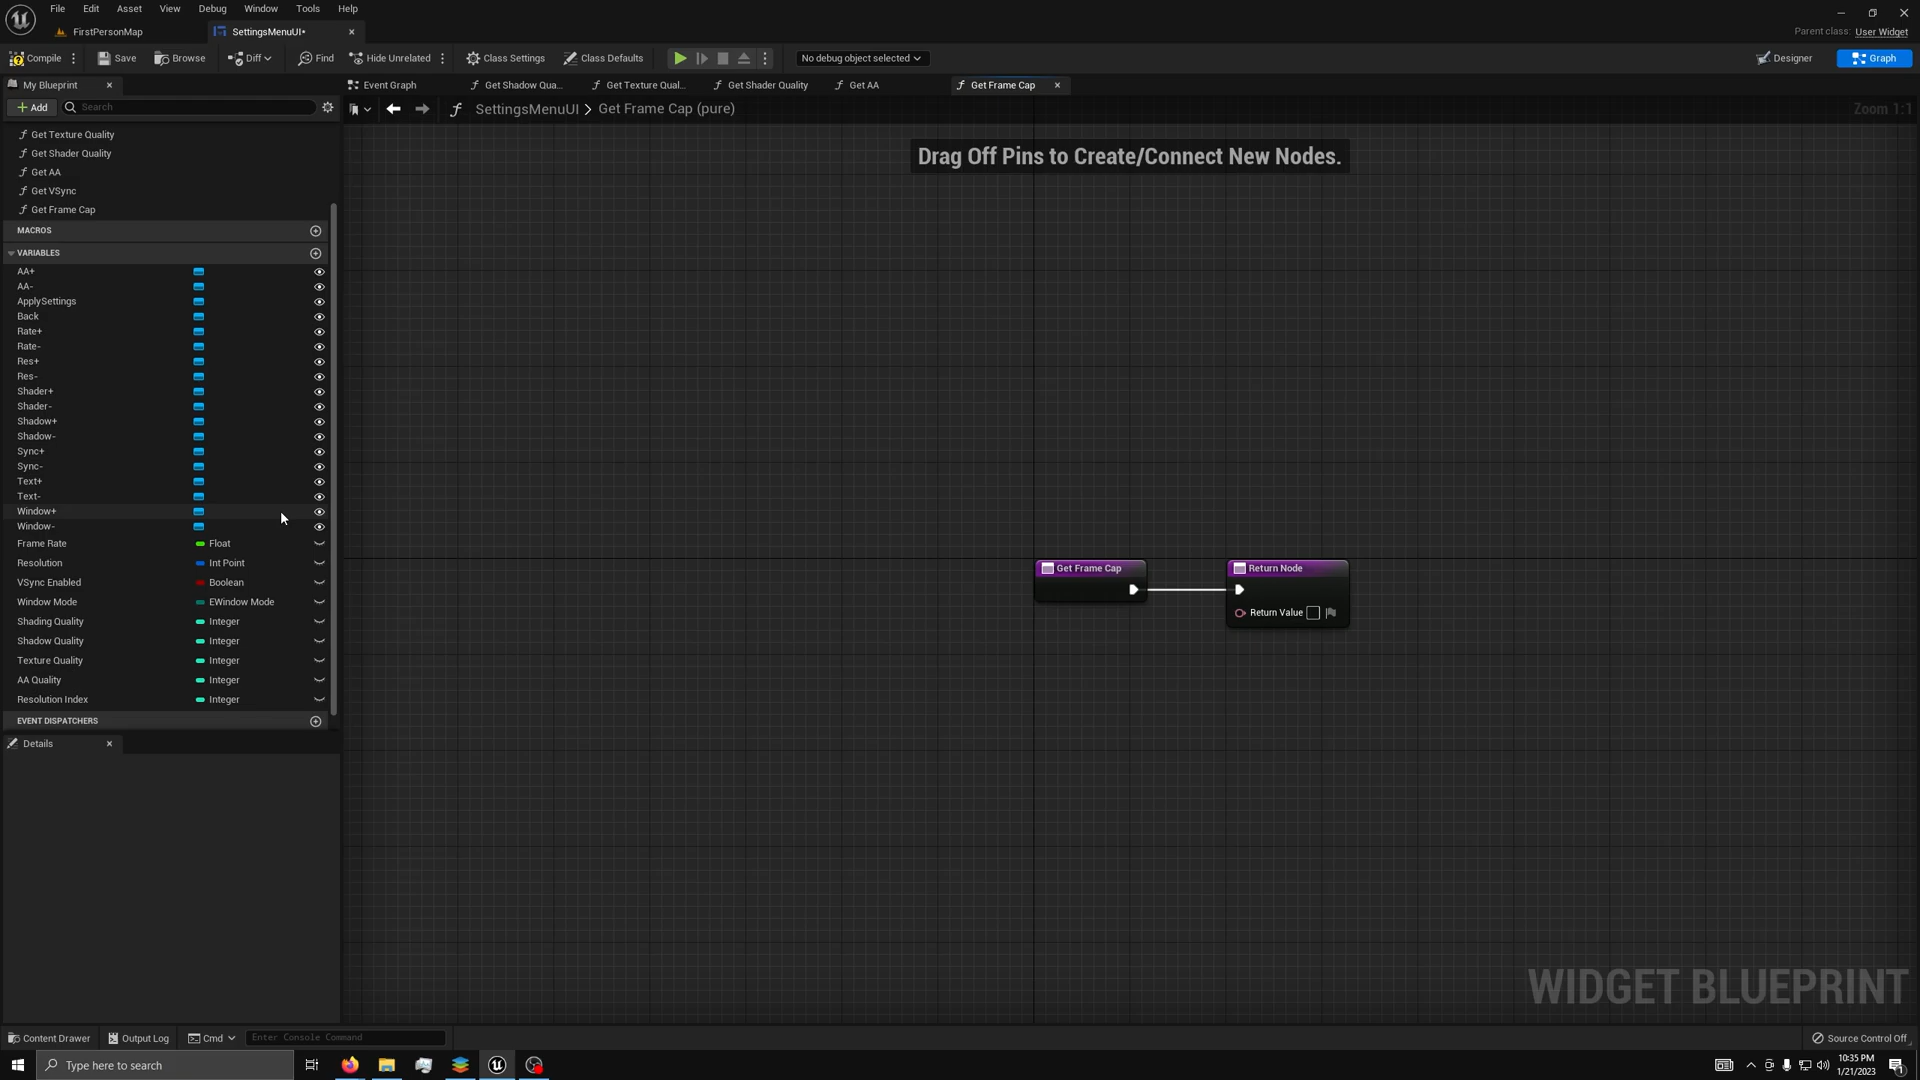 File Edit Asset View Debug Window Tools Help
FirstPersonMap
SettingsMenuUI•
Parent class: User Widget
Compile
Save
Browse
Diff
Find
Hide Unrelated
Class Settings
Class Defaults
No debug object selected
Designer
Graph
My Blueprint
Event Graph
Get Shadow Qua...
Get Texture Qual...
Get Shader Quality
Get AA
Get Frame Cap
Add
Search
SettingsMenuUI > Get Frame Cap (pure)
Zoom 1:1
Drag Off Pins to Create/Connect New Nodes.
Get Texture Quality
Get Shader Quality
Get AA
Get VSync
Get Frame Cap
MACROS
VARIABLES
AA+
AA-
ApplySettings
Back
Rate+
Rate-
Res+
Res-
Shader+
Shader-
Shadow+
Shadow-
Sync+
Sync-
Text+
Text-
Window+
Window-
Frame Rate Float
Resolution Int Point
VSync Enabled Boolean
Window Mode EWindow Mode
Shading Quality Integer
Shadow Quality Integer
Texture Quality Integer
AA Quality Integer
Resolution Index Integer
EVENT DISPATCHERS
Details
Get Frame Cap
Return Node
Return Value
WIDGET BLUEPRINT
Content Drawer
Output Log
Cmd
Enter Console Command
Source Control Off
Type here to search
10:35 PM
1/21/2023